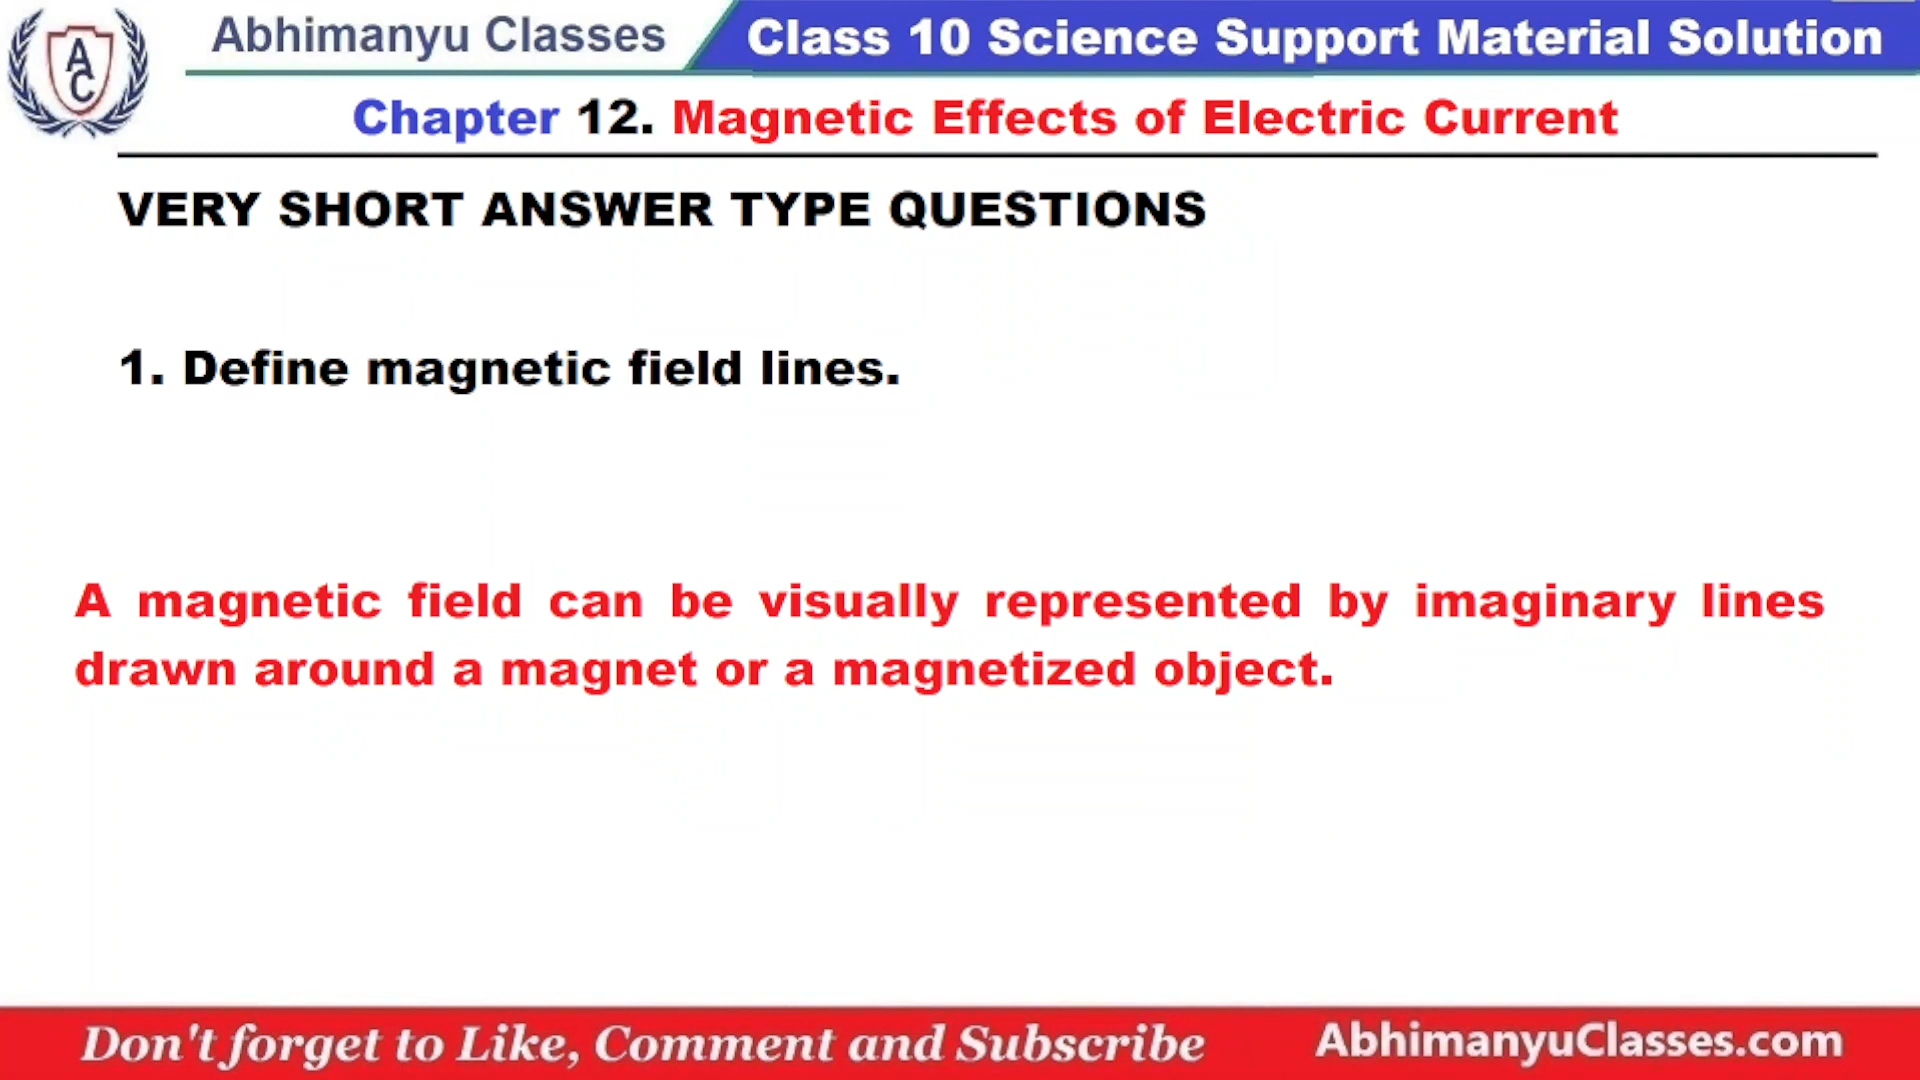 A
C
Abhimanyu Classes
Class 10 Science Support Material Solution
Chapter 12. Magnetic Effects of Electric Current
VERY SHORT ANSWER TYPE QUESTIONS
1. Define magnetic field lines.
A magnetic field can be visually represented by imaginary lines
drawn around a magnet or a magnetized object.
Don't forget to Like, Comment and Subscribe
AbhimanyuClasses.com